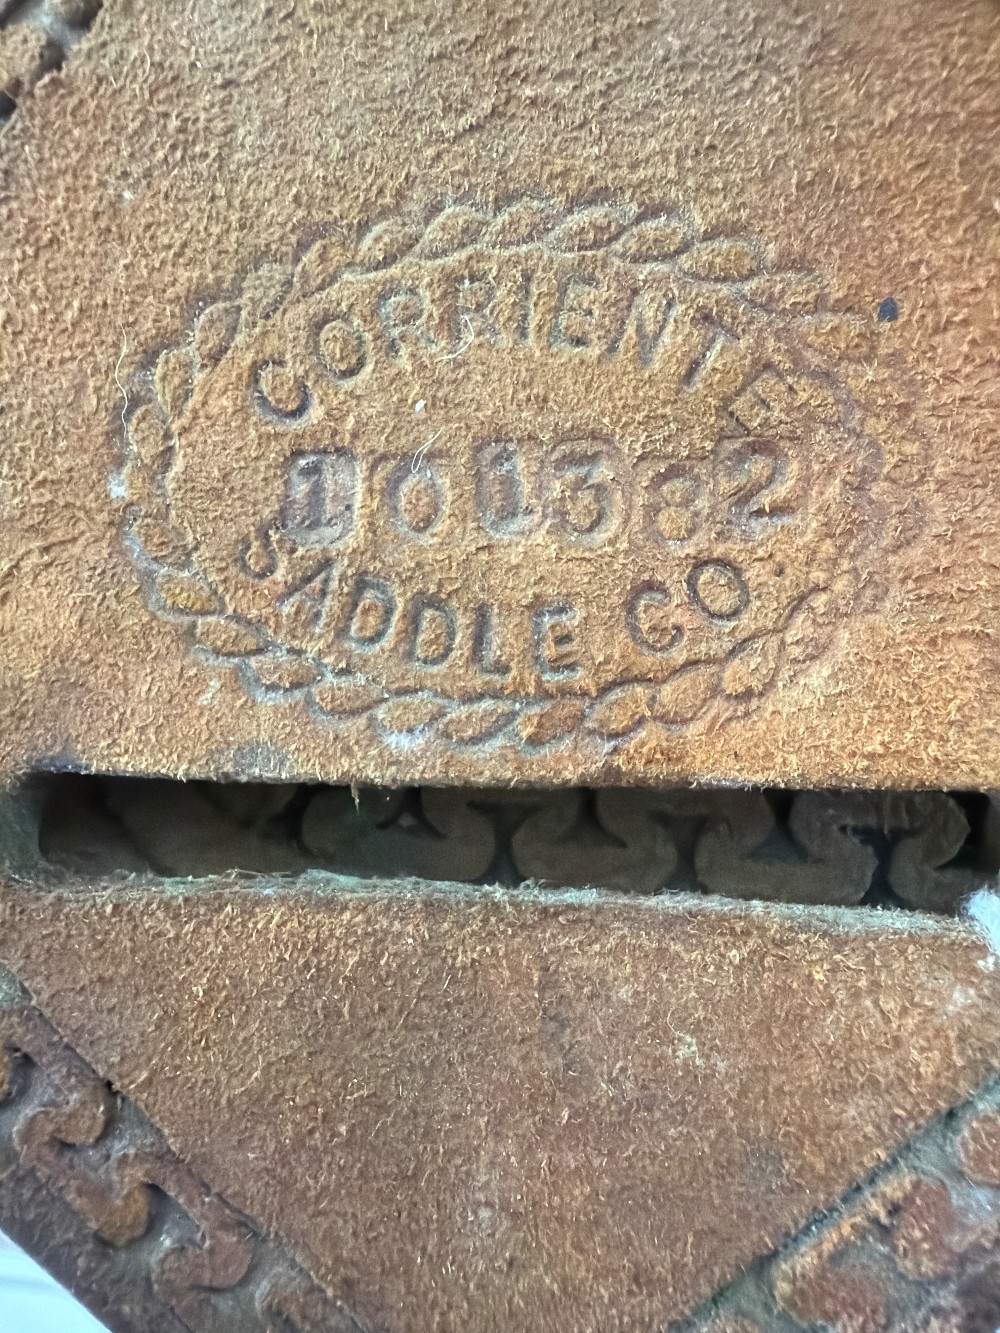 CORRIENTE
101382
SADDLE CO